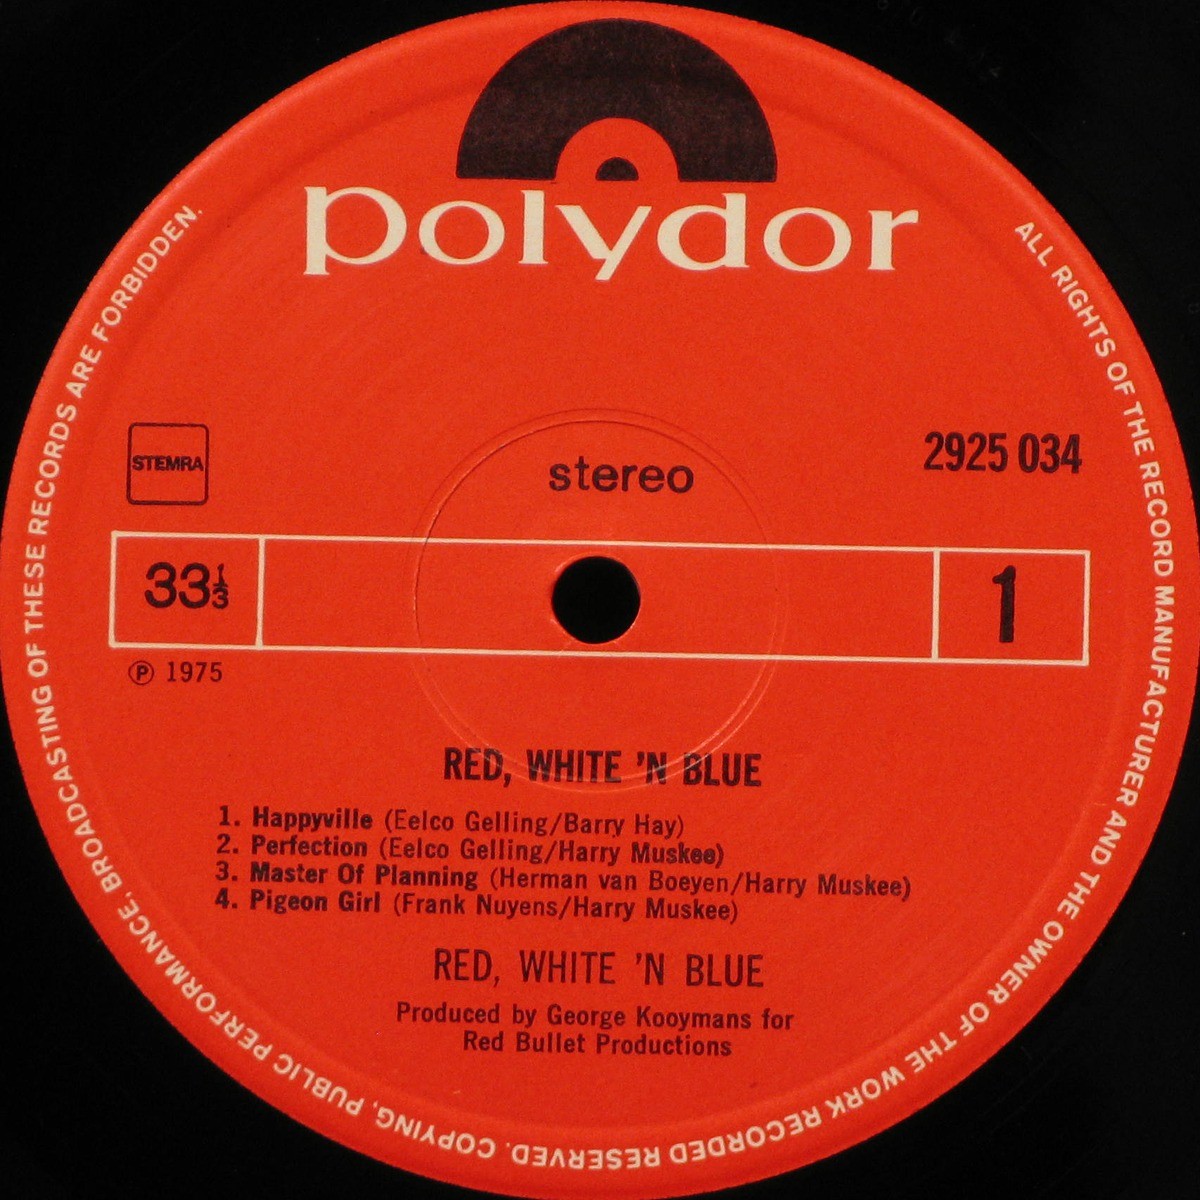 polydor
ALL RIGHTS OF THE RECORD MANUFACTURER AND THE OWNER OF THE WORK RECORDED RESERVED. COPYING, PUBLIC PERFORMANCE, BROADCASTING OF THESE RECORDS ARE FORBIDDEN.
STEMRA
stereo
2925 034
33 1/3
1
Ⓟ 1975
RED, WHITE 'N BLUE
1. Happyville (Eelco Gelling/Barry Hay)
2. Perfection (Eelco Gelling/Harry Muskee)
3. Master Of Planning (Herman van Boeyen/Harry Muskee)
4. Pigeon Girl (Frank Nuyens/Harry Muskee)
RED, WHITE 'N BLUE
Produced by George Kooymans for
Red Bullet Productions